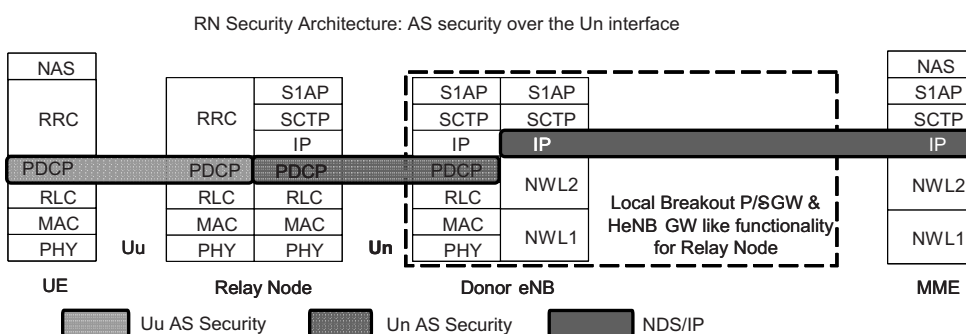 RN Security Architecture: AS security over the Un interface
NAS
RRC
PDCP
RLC
MAC
PHY
UE
Uu
RRC
PDCP
RLC
MAC
PHY
S1AP
SCTP
IP
PDCP
RLC
MAC
PHY
Relay Node
Un
S1AP
SCTP
IP
PDCP
RLC
MAC
PHY
S1AP
SCTP
IP
NWL2
NWL1
Donor eNB
Local Breakout P/SGW &
HeNB GW like functionality
for Relay Node
NAS
S1AP
SCTP
IP
NWL2
NWL1
MME
Uu AS Security
Un AS Security
NDS/IP